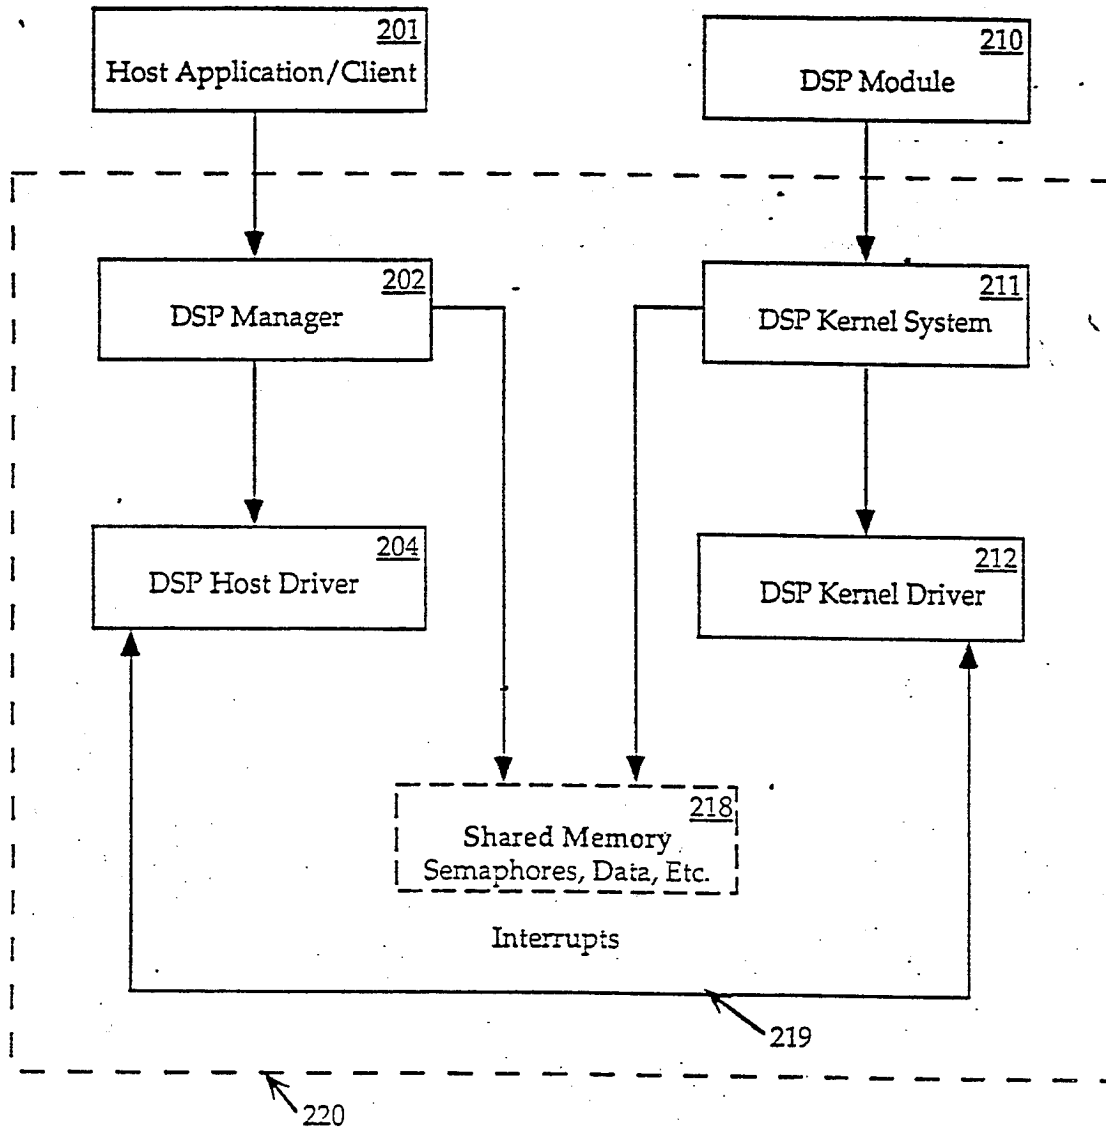 201
Host Application/Client
210
DSP Module
202
DSP Manager
211
DSP Kernel System
204
DSP Host Driver
212
DSP Kernel Driver
218
Shared Memory
Semaphores, Data, Etc.
Interrupts
219
220